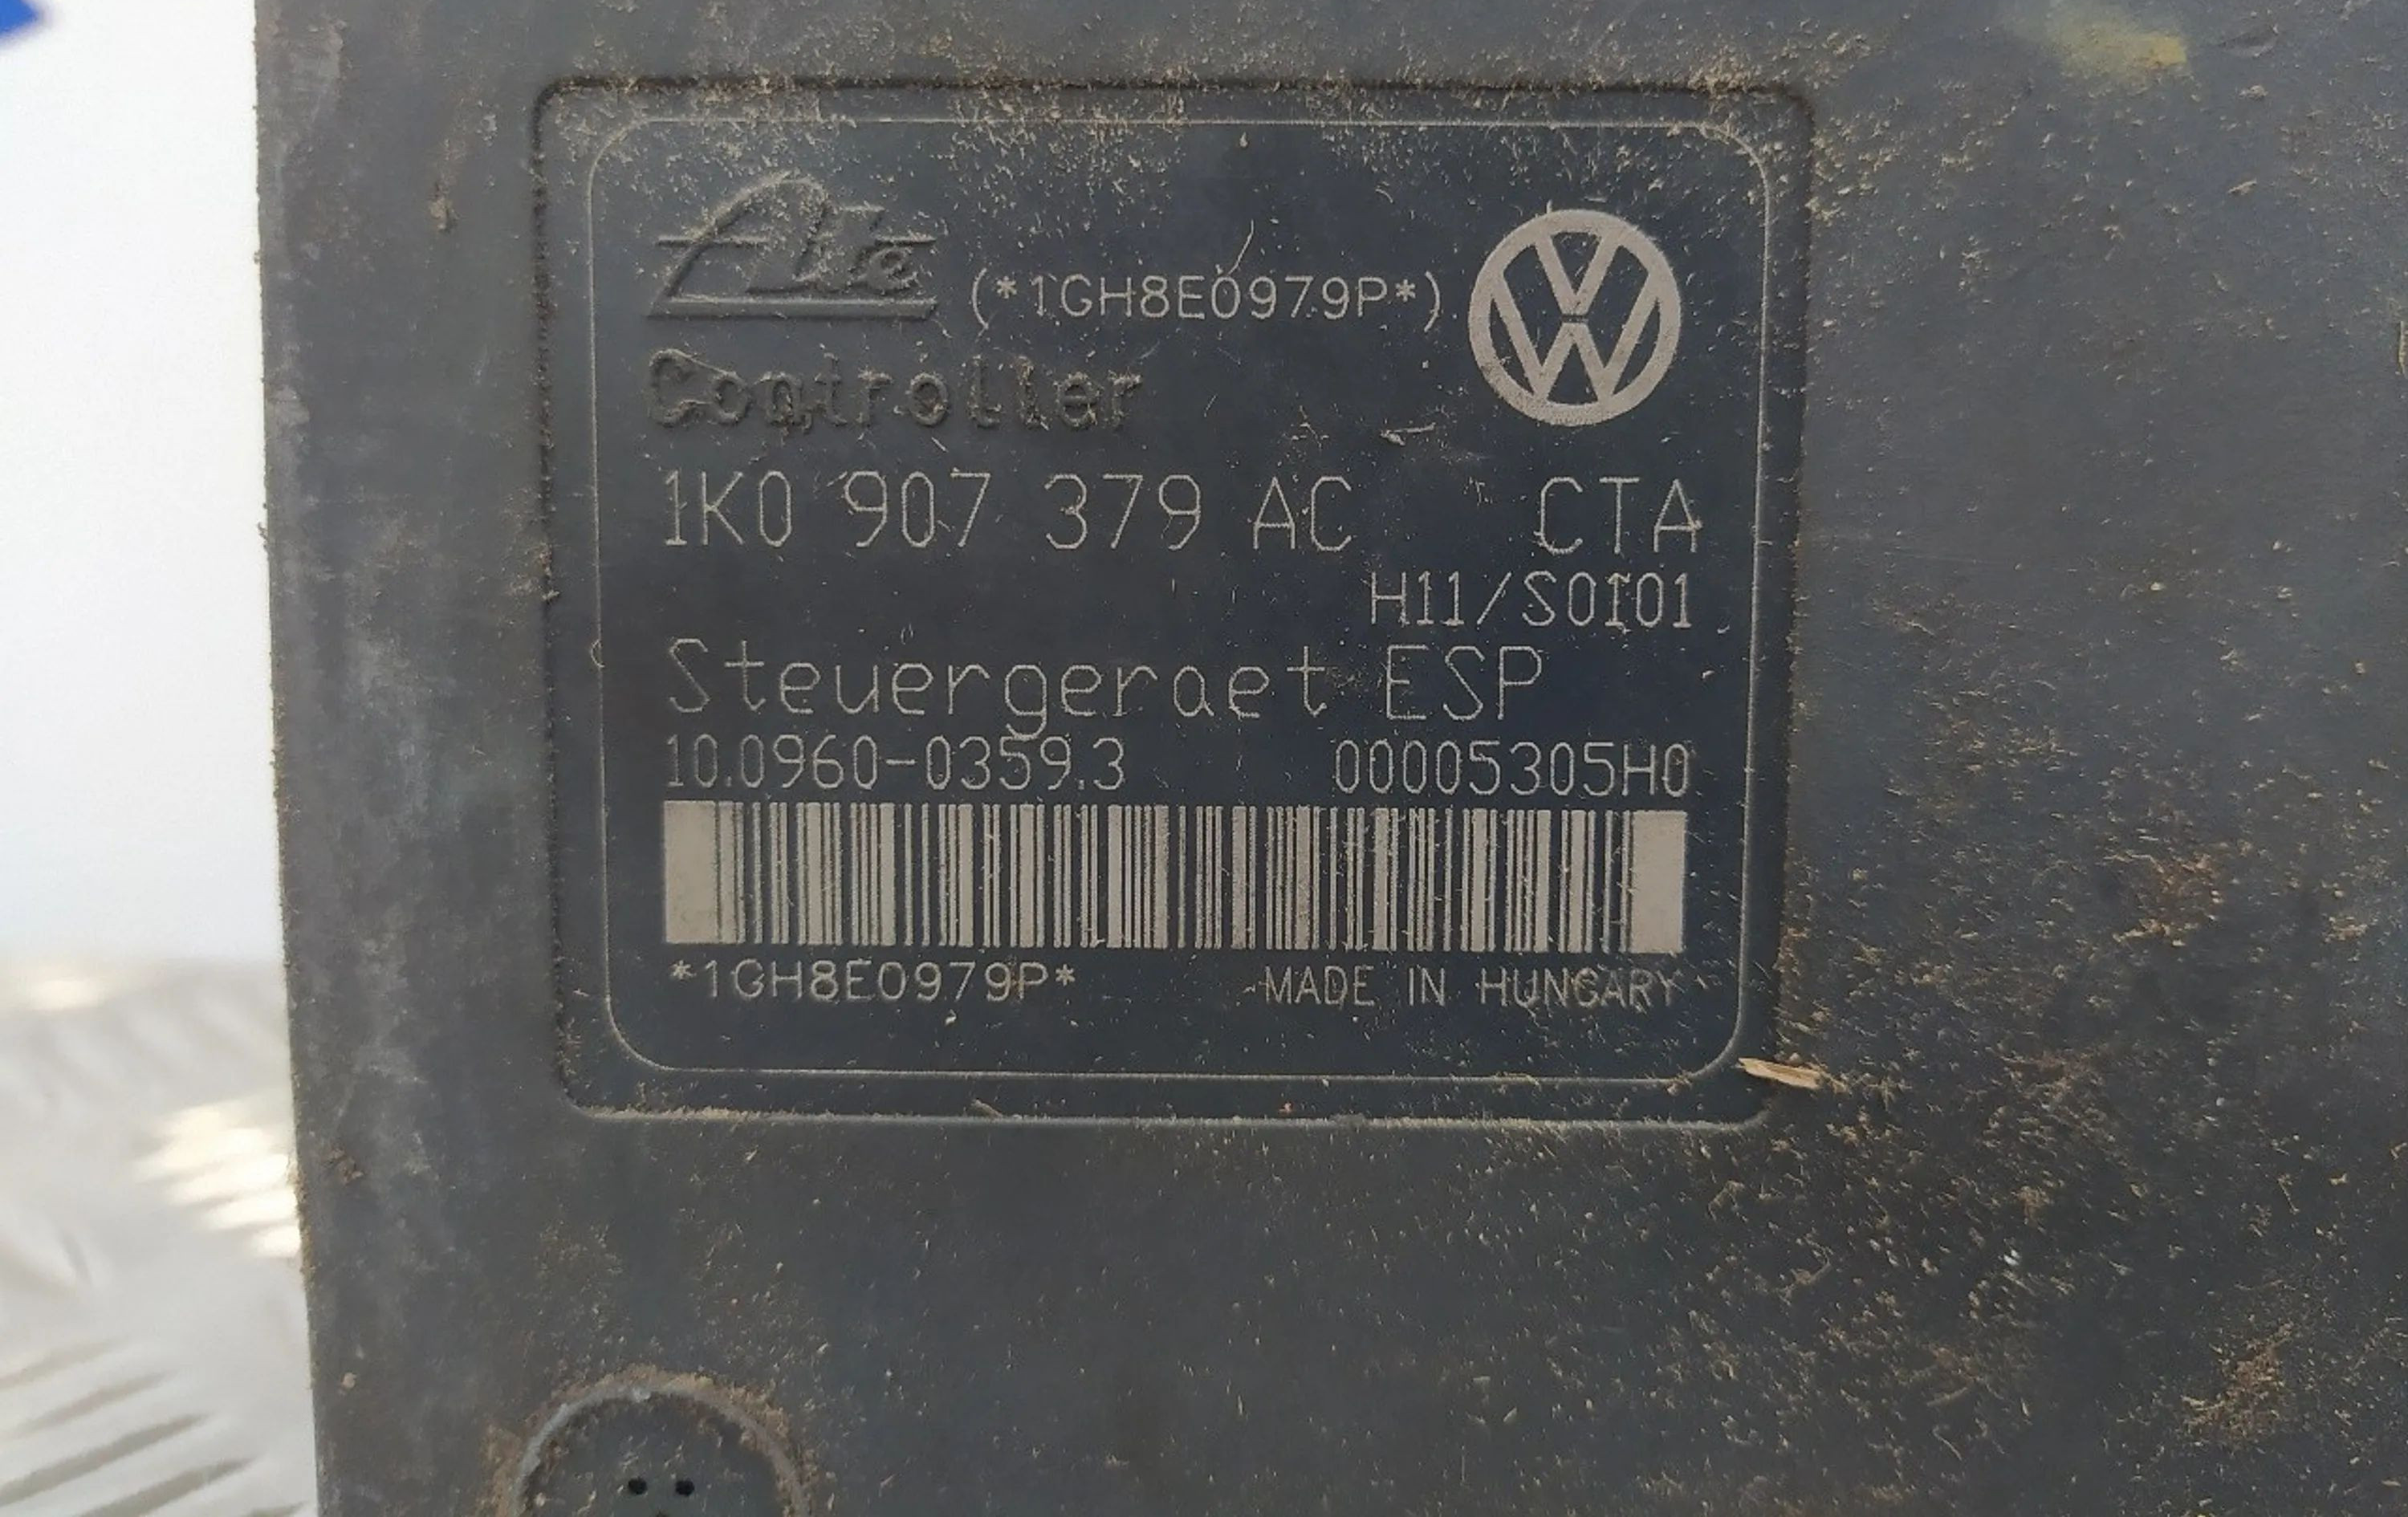 Ate (*1GH8E0979P*)
Controller
1K0 907 379 AC CTA
H11/S0101
Steuergeraet ESP
10.0960-0359.3 00005305H0
*1GH8E0979P* MADE IN HUNGARY